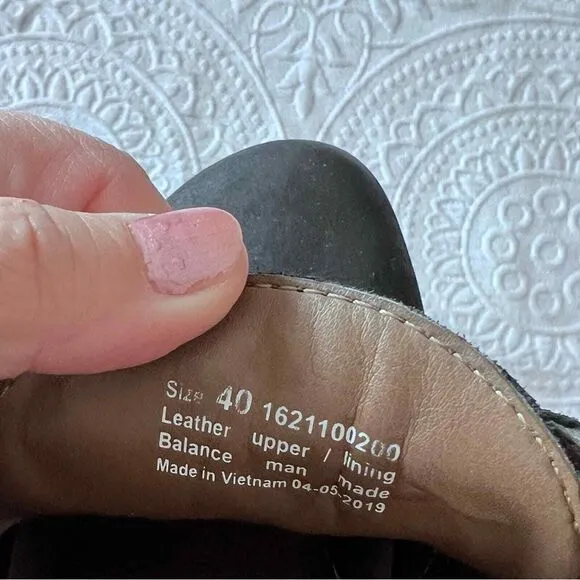 Size 40 1621100200
Leather upper / lining
Balance man made
Made in Vietnam 04-05-2019